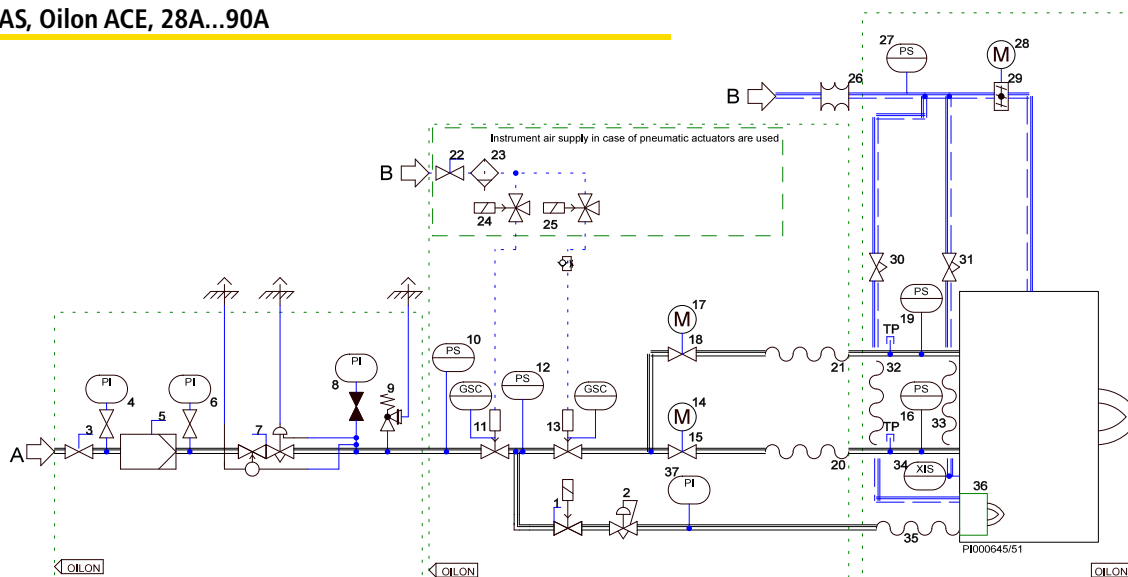 AS, Oilon ACE, 28A...90A
27
PS
M
28
29
26
B
Instrument air supply in case of pneumatic actuators are used
22
23
B
24
25
30
31
17
M
18
PS
19
TP
10
PS
12
PS
PI
8
9
PI
4
PI
6
5
GSC
GSC
21
32
14
M
15
PS
16
33
TP
A
3
7
11
13
20
37
PI
34
XIS
36
1
2
35
PI000645/51
OILON
OILON
OILON